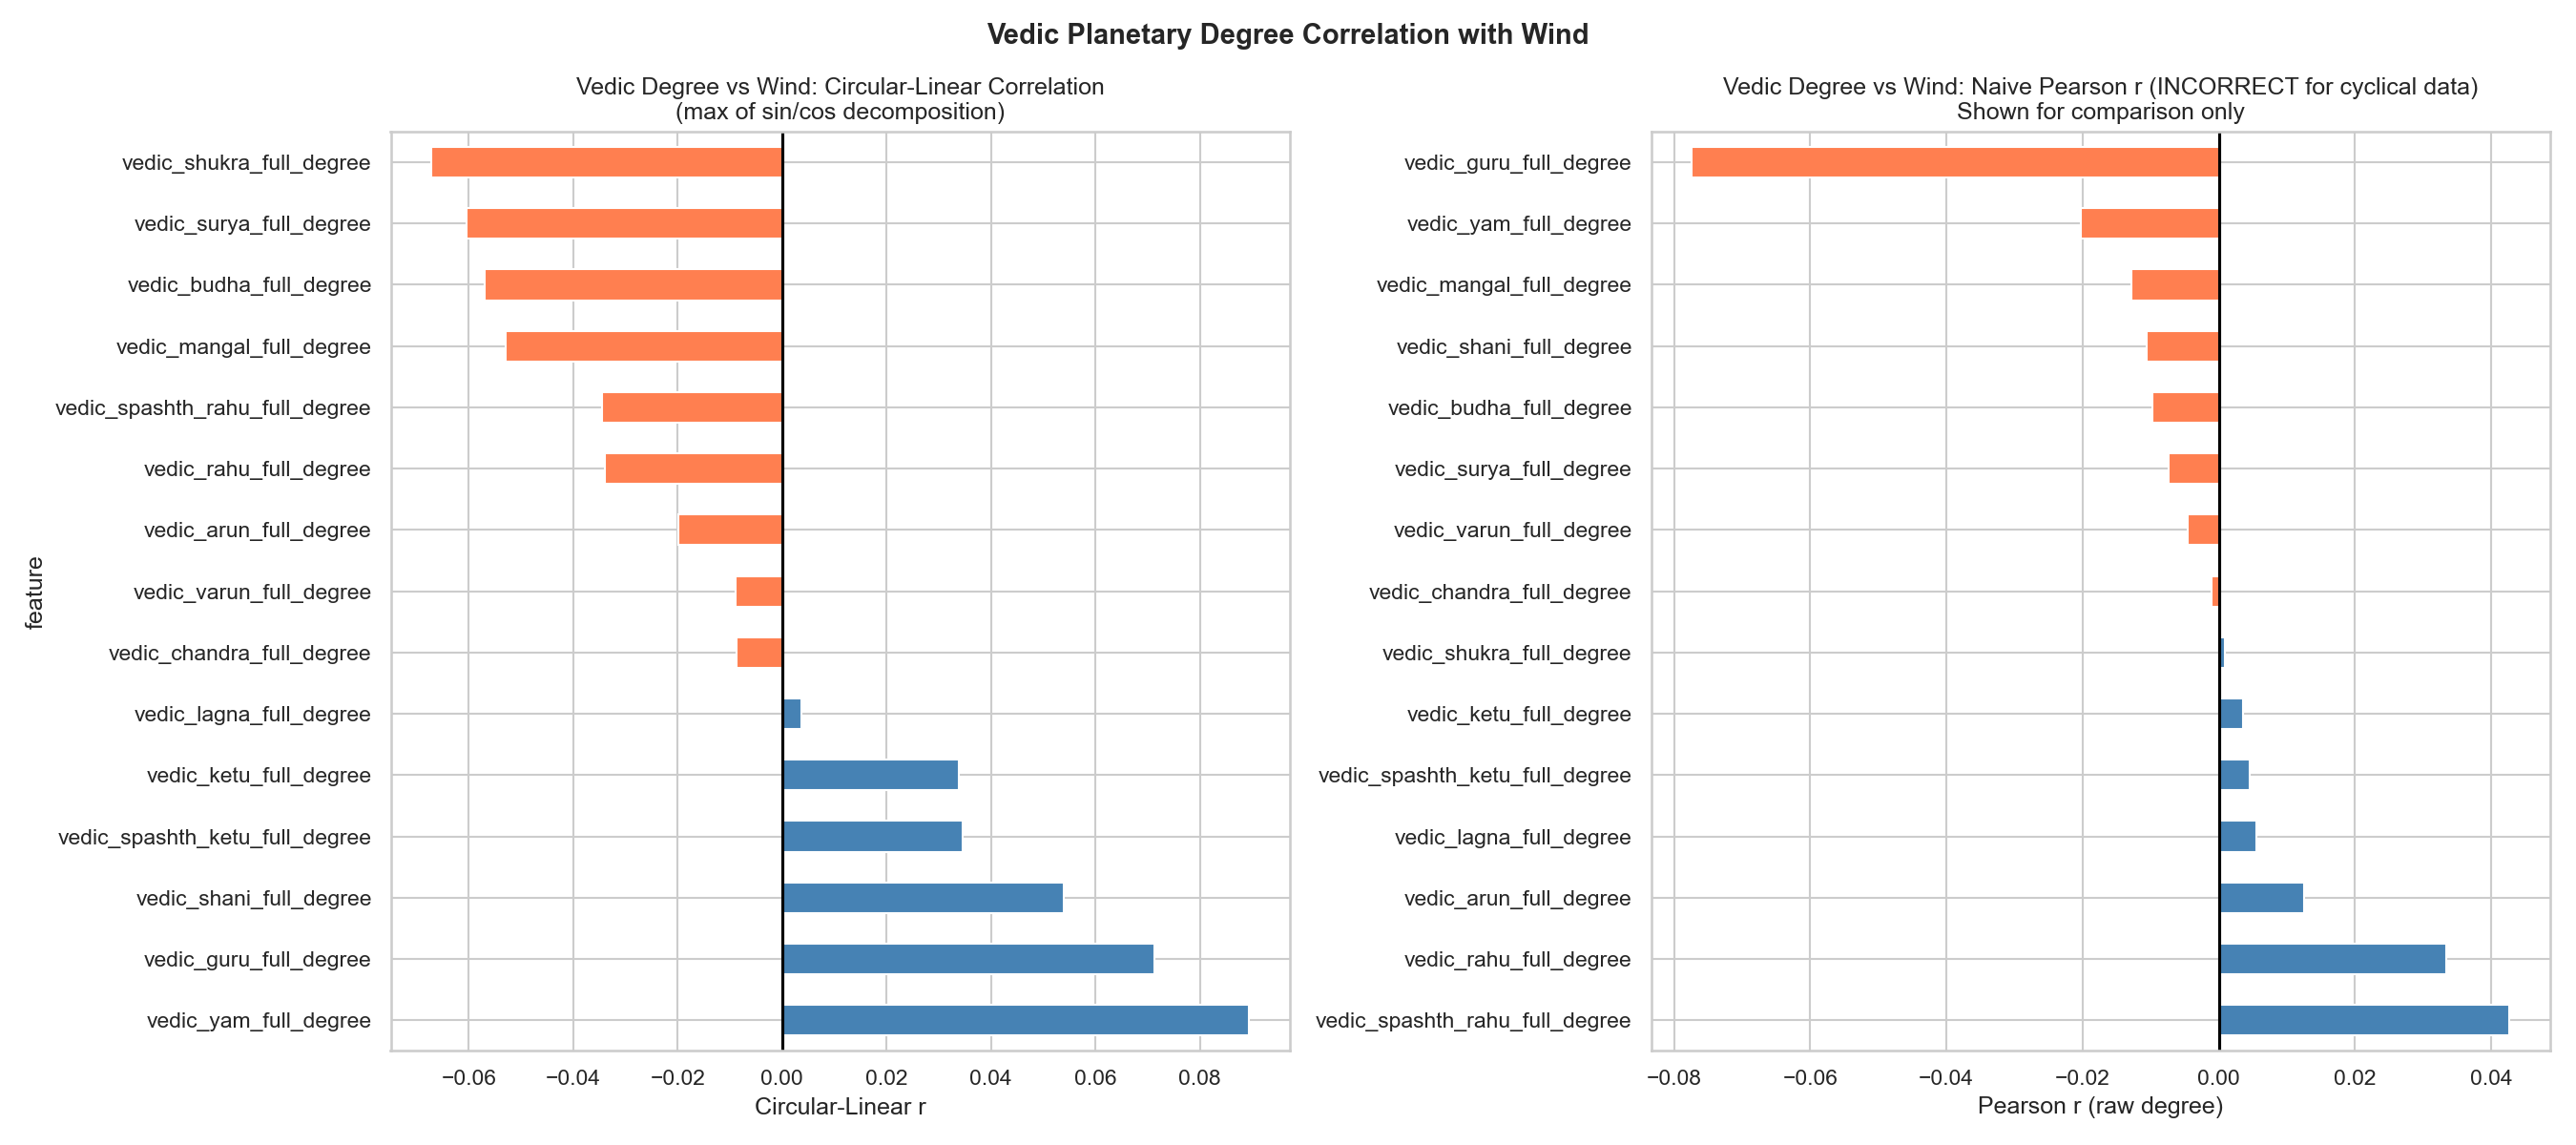 Vedic Planetary Degree Correlation with Wind
Vedic Degree vs Wind: Circular-Linear Correlation
(max of sin/cos decomposition)
feature
vedic_shukra_full_degree
vedic_surya_full_degree
vedic_budha_full_degree
vedic_mangal_full_degree
vedic_spashth_rahu_full_degree
vedic_rahu_full_degree
vedic_arun_full_degree
vedic_varun_full_degree
vedic_chandra_full_degree
vedic_lagna_full_degree
vedic_ketu_full_degree
vedic_spashth_ketu_full_degree
vedic_shani_full_degree
vedic_guru_full_degree
vedic_yam_full_degree
−0.06 −0.04 −0.02 0.00 0.02 0.04 0.06 0.08
Circular-Linear r
Vedic Degree vs Wind: Naive Pearson r (INCORRECT for cyclical data)
Shown for comparison only
vedic_guru_full_degree
vedic_yam_full_degree
vedic_mangal_full_degree
vedic_shani_full_degree
vedic_budha_full_degree
vedic_surya_full_degree
vedic_varun_full_degree
vedic_chandra_full_degree
vedic_shukra_full_degree
vedic_ketu_full_degree
vedic_spashth_ketu_full_degree
vedic_lagna_full_degree
vedic_arun_full_degree
vedic_rahu_full_degree
vedic_spashth_rahu_full_degree
−0.08 −0.06 −0.04 −0.02 0.00 0.02 0.04
Pearson r (raw degree)